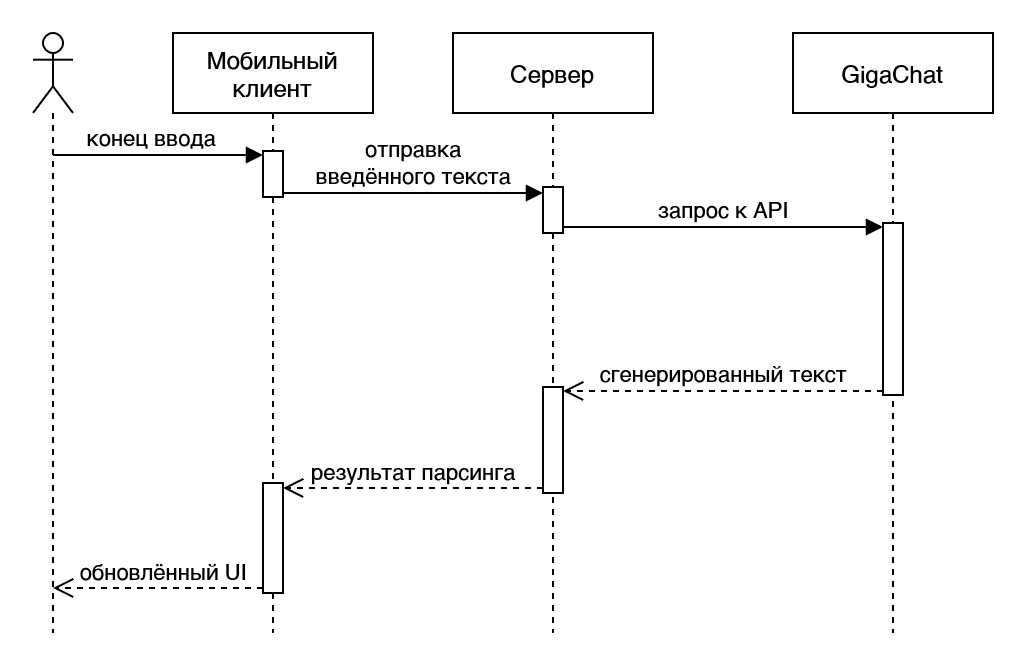 Мобильный
клиент
Сервер
GigaChat
конец ввода
отправка
введённого текста
запрос к API
сгенерированный текст
результат парсинга
обновлённый UI